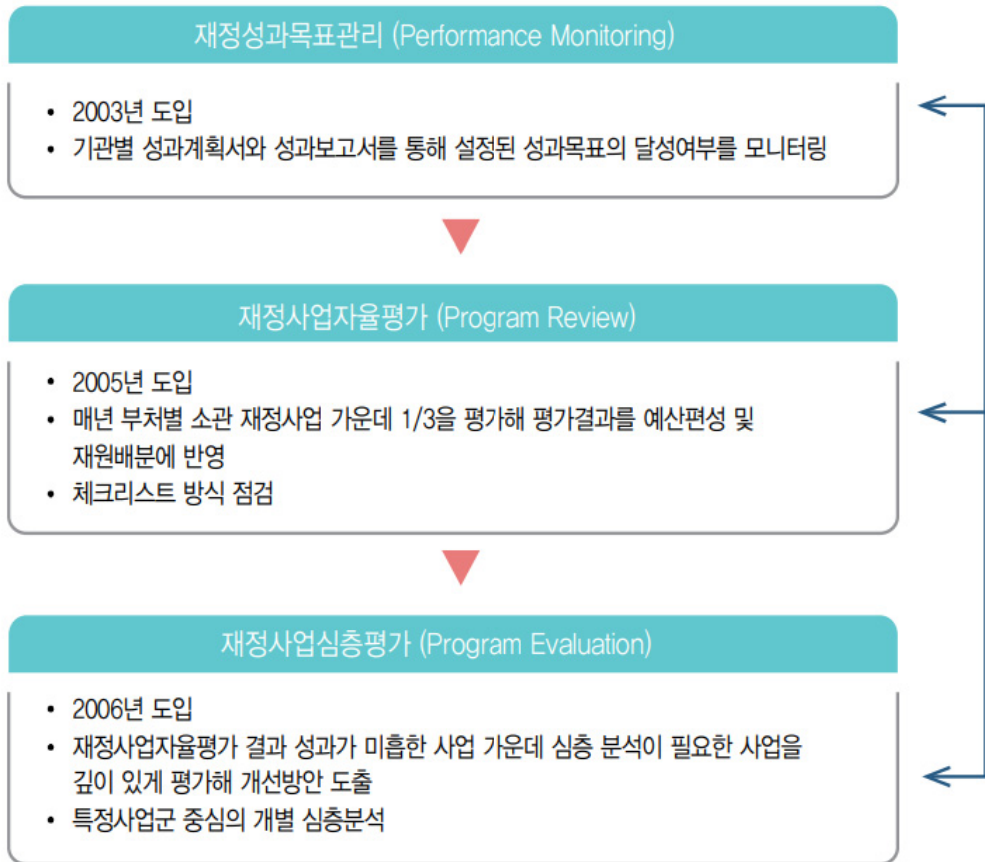 재정성과목표관리 (Performance Monitoring)
• 2003년 도입
• 기관별 성과계획서와 성과보고서를 통해 설정된 성과목표의 달성여부를 모니터링
재정사업자율평가 (Program Review)
• 2005년 도입
• 매년 부처별 소관 재정사업 가운데 1/3을 평가해 평가결과를 예산편성 및
재원배분에 반영
• 체크리스트 방식 점검
재정사업심층평가 (Program Evaluation)
• 2006년 도입
• 재정사업자율평가 결과 성과가 미흡한 사업 가운데 심층 분석이 필요한 사업을
깊이 있게 평가해 개선방안 도출
• 특정사업군 중심의 개별 심층분석